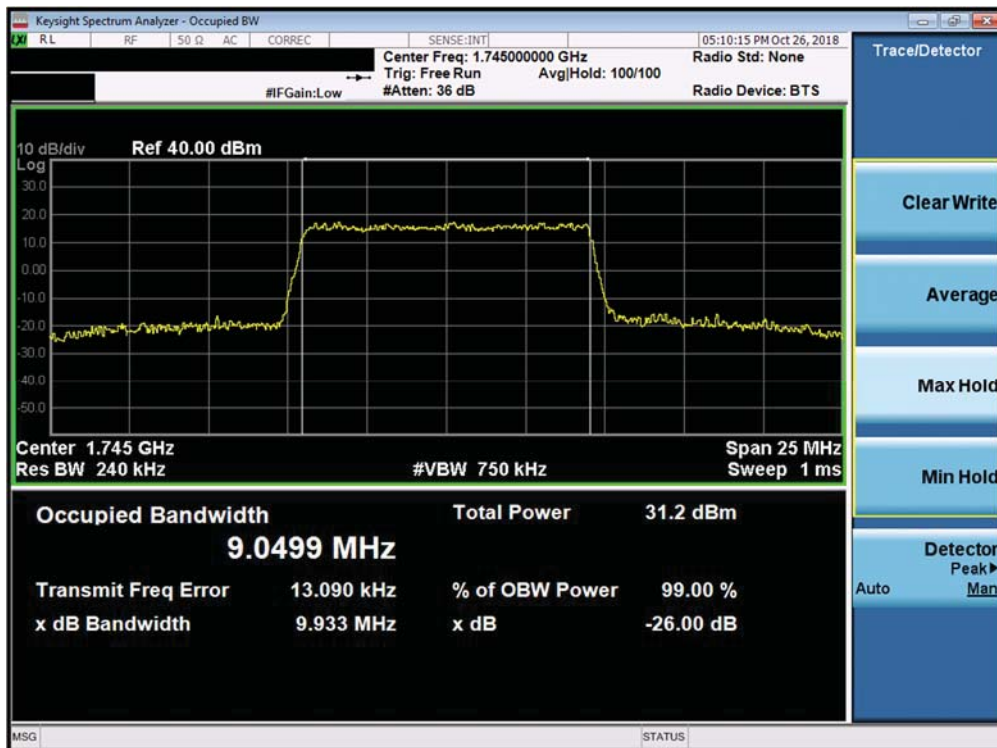 Keysight Spectrum Analyzer - Occupied BW
LXI RL RF 50 Ω AC CORREC SENSE:INT 05:10:15 PM Oct 26, 2018
Center Freq: 1.745000000 GHz Radio Std: None
Trig: Free Run Avg|Hold: 100/100
#IFGain:Low #Atten: 36 dB Radio Device: BTS
10 dB/div Ref 40.00 dBm
Log
30.0
20.0
10.0
0.00
-10.0
-20.0
-30.0
-40.0
-50.0
Center 1.745 GHz Span 25 MHz
Res BW 240 kHz #VBW 750 kHz Sweep 1 ms
Occupied Bandwidth Total Power 31.2 dBm
9.0499 MHz
Transmit Freq Error 13.090 kHz % of OBW Power 99.00 %
x dB Bandwidth 9.933 MHz x dB -26.00 dB
MSG STATUS
Trace/Detector
Clear Write
Average
Max Hold
Min Hold
Detector
Peak▶
Auto Man